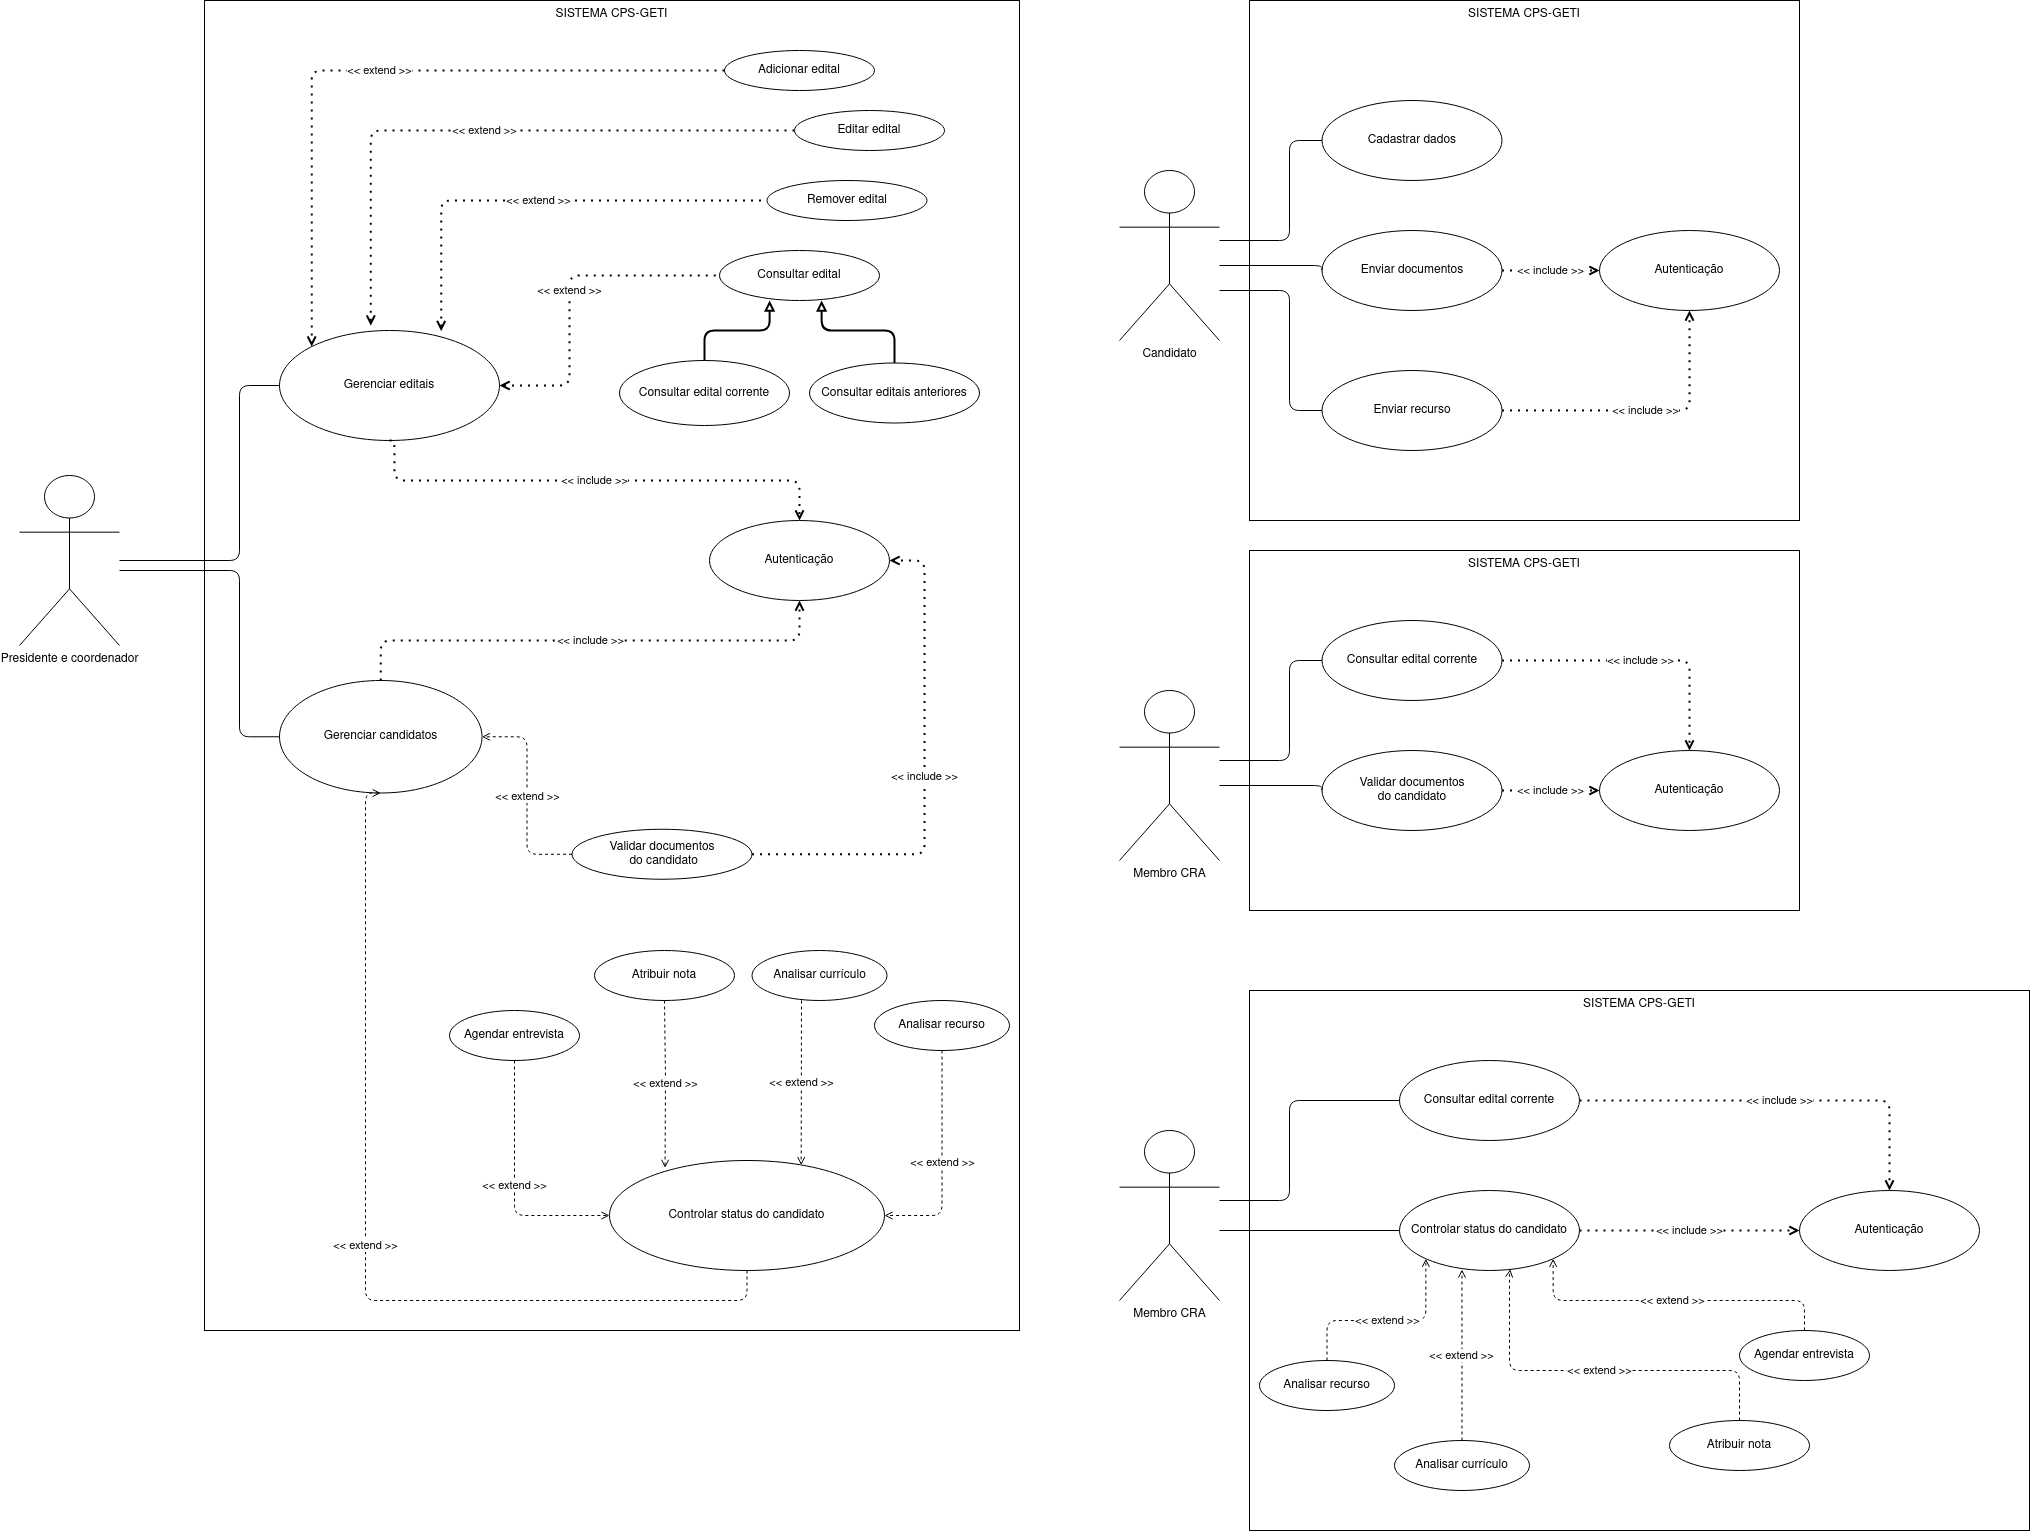 SISTEMA CPS-GETI
<< extend >>
Adicionar edital
<< extend >>
Editar edital
<< extend >>
Remover edital
Consultar edital
<< extend >>
Gerenciar editais
Consultar edital corrente
Consultar editais anteriores
<< include >>
Autenticação
Presidente e coordenador
<< include >>
Gerenciar candidatos
<< include >>
<< extend >>
Validar documentos
do candidato
Atribuir nota
Analisar currículo
Agendar entrevista
Analisar recurso
<< extend >>
<< extend >>
<< extend >>
<< extend >>
Controlar status do candidato
<< extend >>
SISTEMA CPS-GETI
Cadastrar dados
Enviar documentos
<< include >>
Autenticação
Candidato
Enviar recurso
<< include >>
SISTEMA CPS-GETI
Consultar edital corrente
<< include >>
Validar documentos
do candidato
<< include >>
Autenticação
Membro CRA
SISTEMA CPS-GETI
Consultar edital corrente
<< include >>
Controlar status do candidato
<< include >>
Autenticação
Membro CRA
<< extend >>
<< extend >>
<< extend >>
Agendar entrevista
<< extend >>
Analisar recurso
Atribuir nota
Analisar currículo